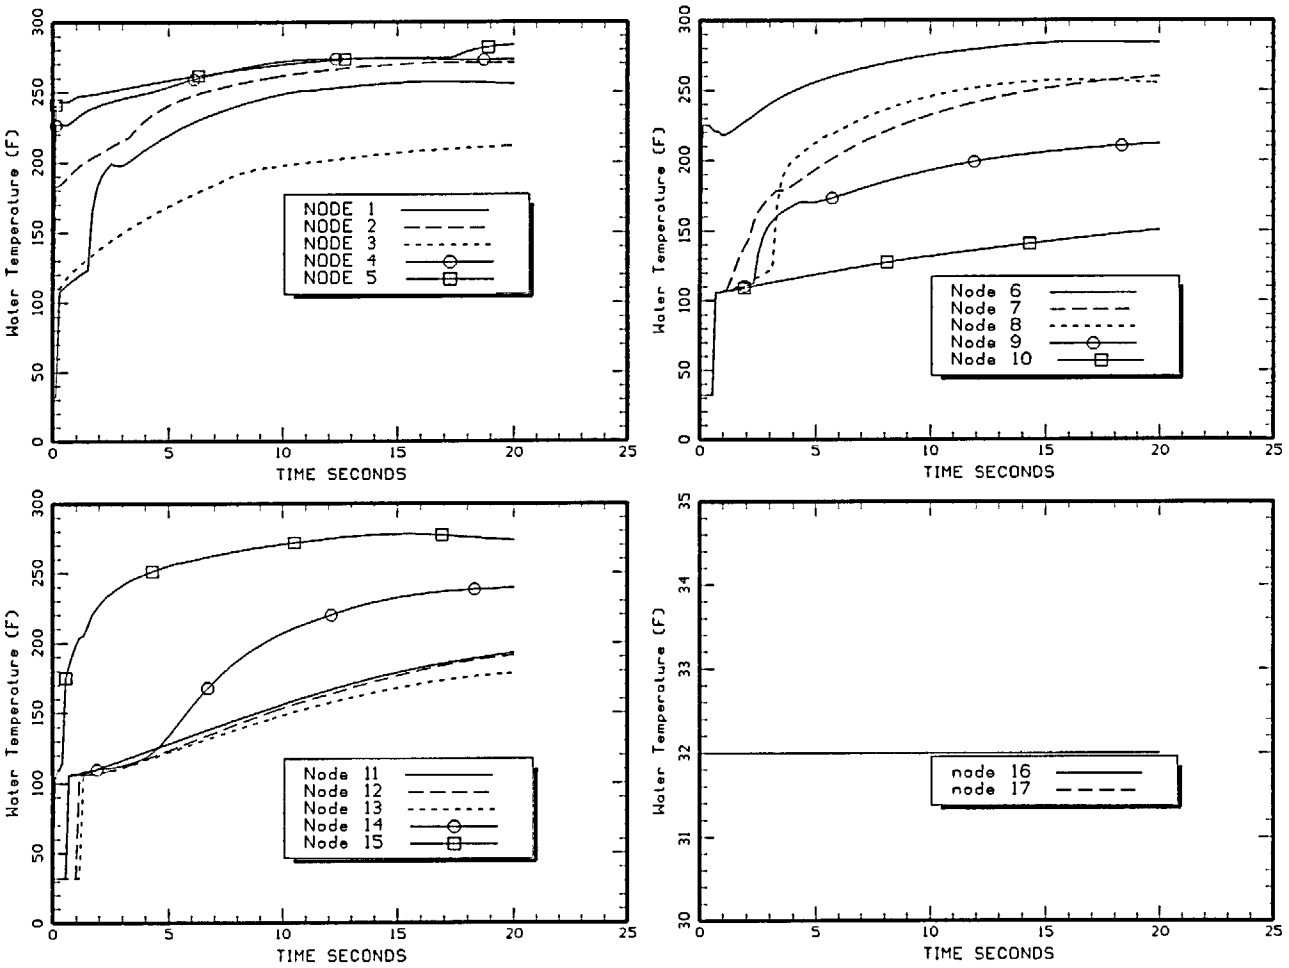 300
250
200
150
100
50
0
Water Temperature (F)
NODE 1
NODE 2
NODE 3
NODE 4
NODE 5
0 5 10 15 20 25
TIME SECONDS
300
250
200
150
100
50
0
Water Temperature (F)
Node 6
Node 7
Node 8
Node 9
Node 10
0 5 10 15 20 25
TIME SECONDS
300
250
200
150
100
50
0
Water Temperature (F)
Node 11
Node 12
Node 13
Node 14
Node 15
0 5 10 15 20 25
TIME SECONDS
35
34
33
32
31
30
Water Temperature (F)
node 16
node 17
0 5 10 15 20 25
TIME SECONDS